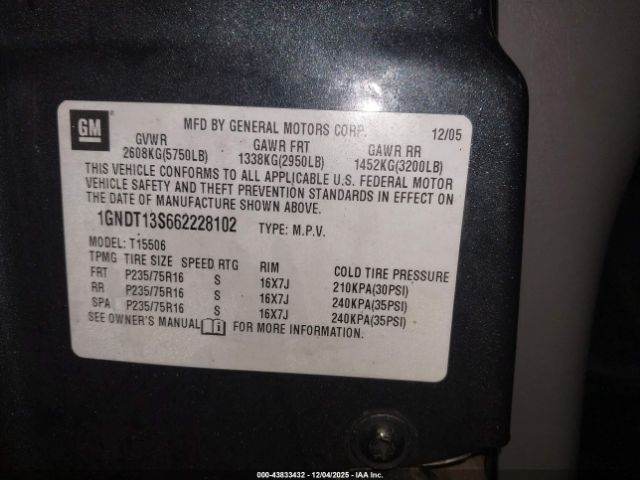 GM
MFD BY GENERAL MOTORS CORP. 12/05
GVWR GAWR FRT GAWR RR
2608KG(5750LB) 1338KG(2950LB) 1452KG(3200LB)
THIS VEHICLE CONFORMS TO ALL APPLICABLE U.S. FEDERAL MOTOR
VEHICLE SAFETY AND THEFT PREVENTION STANDARDS IN EFFECT ON
THE DATE OF MANUFACTURE SHOWN ABOVE.
1GNDT13S662228102 TYPE: M.P.V.
MODEL: T15506
TPMG TIRE SIZE SPEED RTG RIM COLD TIRE PRESSURE
FRT P235/75R16 S 16X7J 210KPA(30PSI)
RR P235/75R16 S 16X7J 240KPA(35PSI)
SPA P235/75R16 S 16X7J 240KPA(35PSI)
SEE OWNER'S MANUAL FOR MORE INFORMATION.
000-43833432 - 12/04/2025 - IAAI.COM